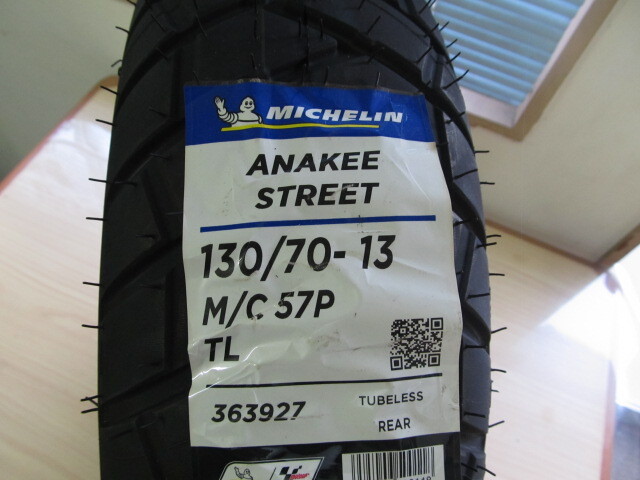 MICHELIN
ANAKEE
STREET
130/70- 13
M/C 57P
TL
363927
TUBELESS
REAR